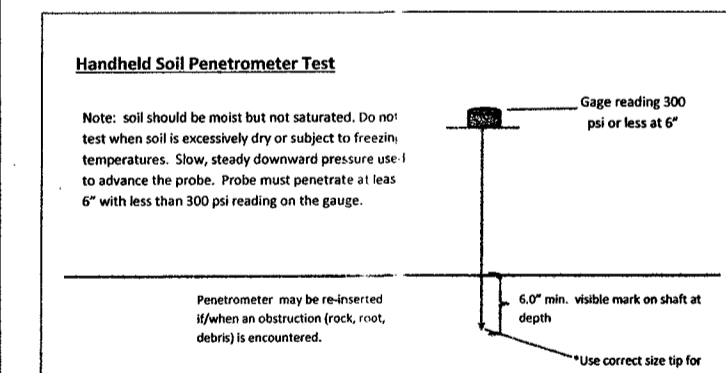 Handheld Soil Penetrometer Test
Note: soil should be moist but not saturated. Do not
test when soil is excessively dry or subject to freezing
temperatures. Slow, steady downward pressure used
to advance the probe. Probe must penetrate at leas
6" with less than 300 psi reading on the gauge.
Gage reading 300
psi or less at 6"
Penetrometer may be re-inserted
if/when an obstruction (rock, root,
debris) is encountered.
6.0" min. visible mark on shaft at
depth
*Use correct size tip for